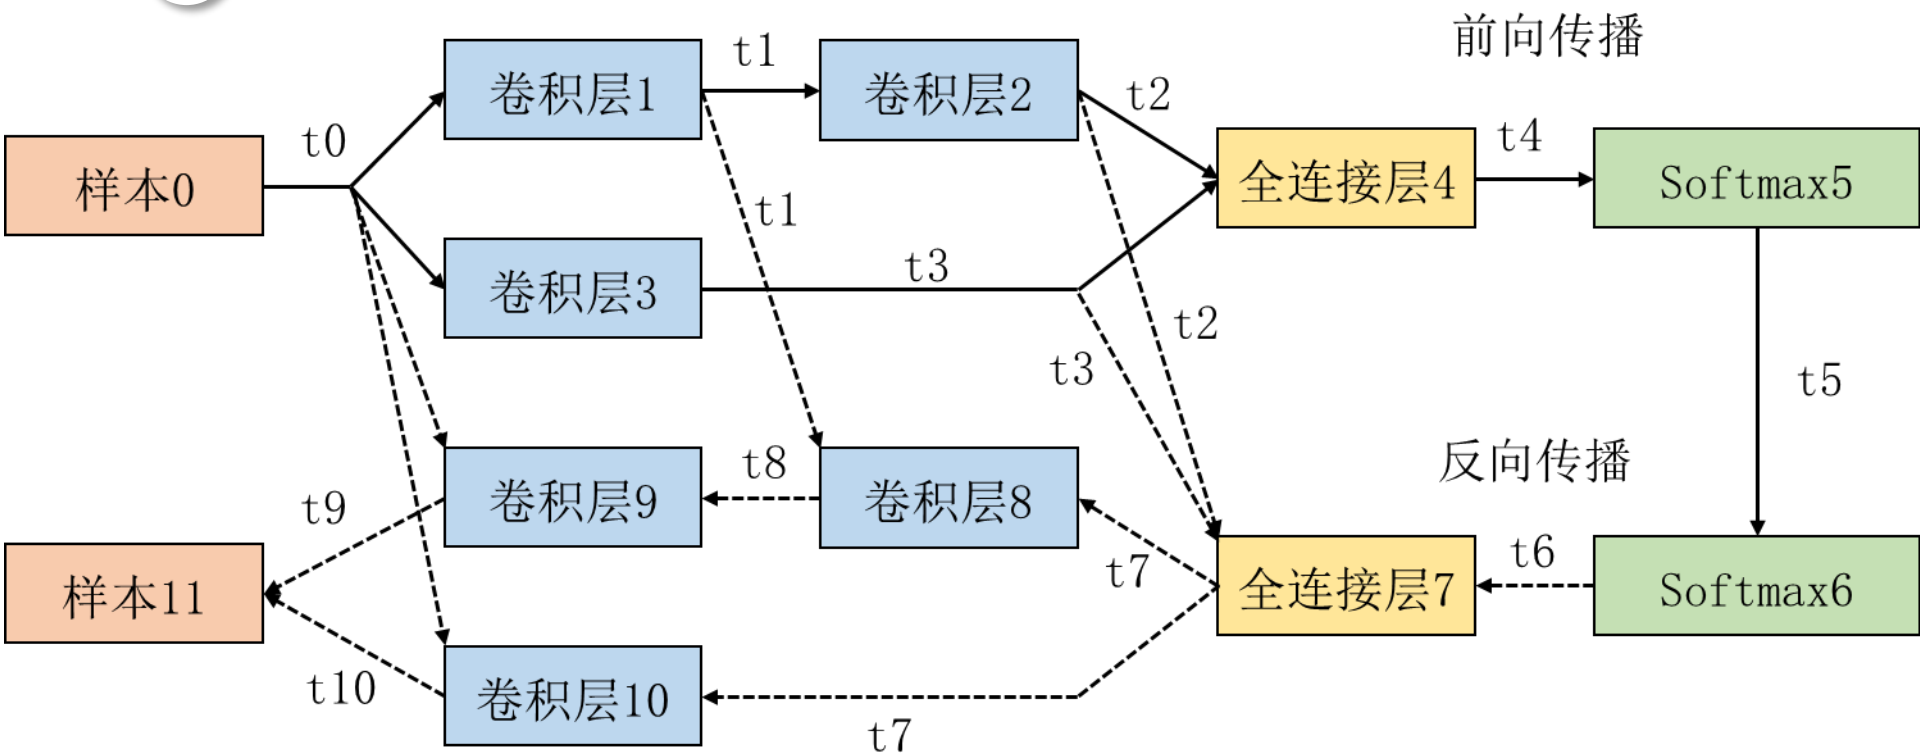 前向传播
t1
卷积层1
卷积层2
t2
t0
t4
样本0
全连接层4
Softmax5
t1
卷积层3
t3
t2
t3
t5
反向传播
t8
t9
卷积层9
卷积层8
t6
t7
样本11
全连接层7
Softmax6
t10
卷积层10
t7